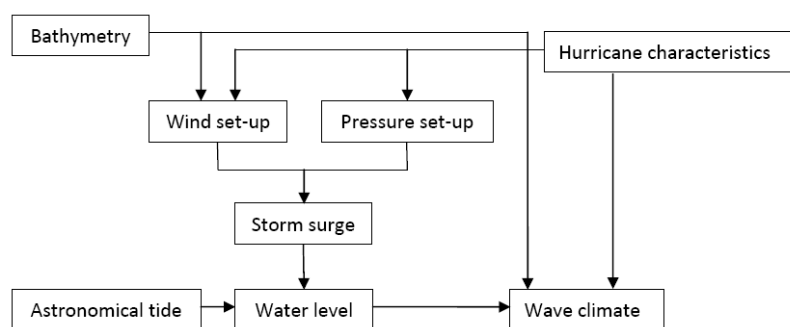 Bathymetry
Hurricane characteristics
Wind set-up
Pressure set-up
Storm surge
Astronomical tide
Water level
Wave climate